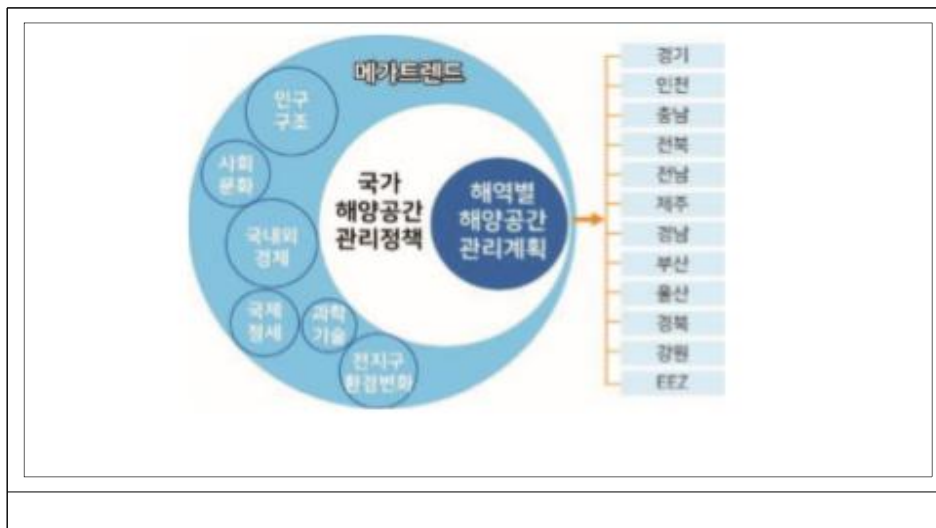 메가트렌드
인구
구조
사회
문화
국내외
경제
국제
정세
과학
기술
전지구
환경변화
국가
해양공간
관리정책
해역별
해양공간
관리계획
경기
인천
충남
전북
전남
제주
경남
부산
울산
경북
강원
EEZ